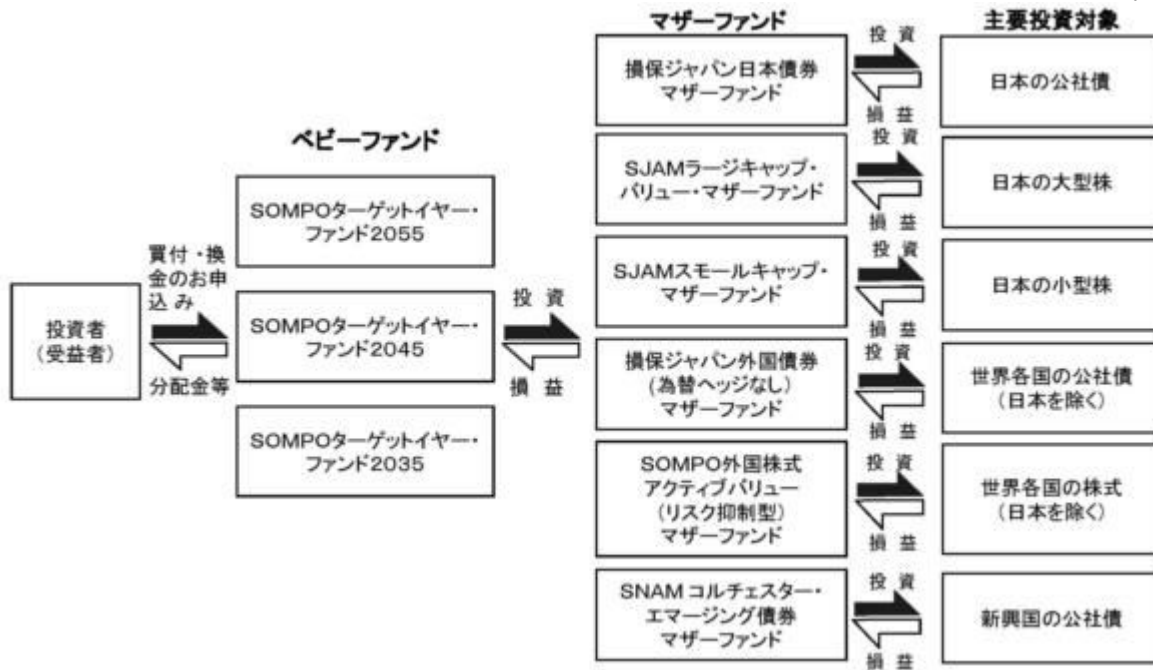 マザーファンド
主要投資対象
投 資
損保ジャパン日本債券
マザーファンド
日本の公社債
損 益
ベビーファンド
投 資
SJAMラージキャップ・
バリュー・マザーファンド
日本の大型株
損 益
SOMPOターゲットイヤー・
ファンド2055
買付・換
金のお申
込み
投 資
SJAMスモールキャップ・
マザーファンド
日本の小型株
損 益
投資者
(受益者)
分配金等
SOMPOターゲットイヤー・
ファンド2045
投 資
損 益
投 資
損保ジャパン外国債券
(為替ヘッジなし)
マザーファンド
世界各国の公社債
(日本を除く)
損 益
SOMPOターゲットイヤー・
ファンド2035
投 資
SOMPO外国株式
アクティブバリュー
(リスク抑制型)
マザーファンド
世界各国の株式
(日本を除く)
損 益
投 資
SNAM コルチェスター・
エマージング債券
マザーファンド
新興国の公社債
損 益